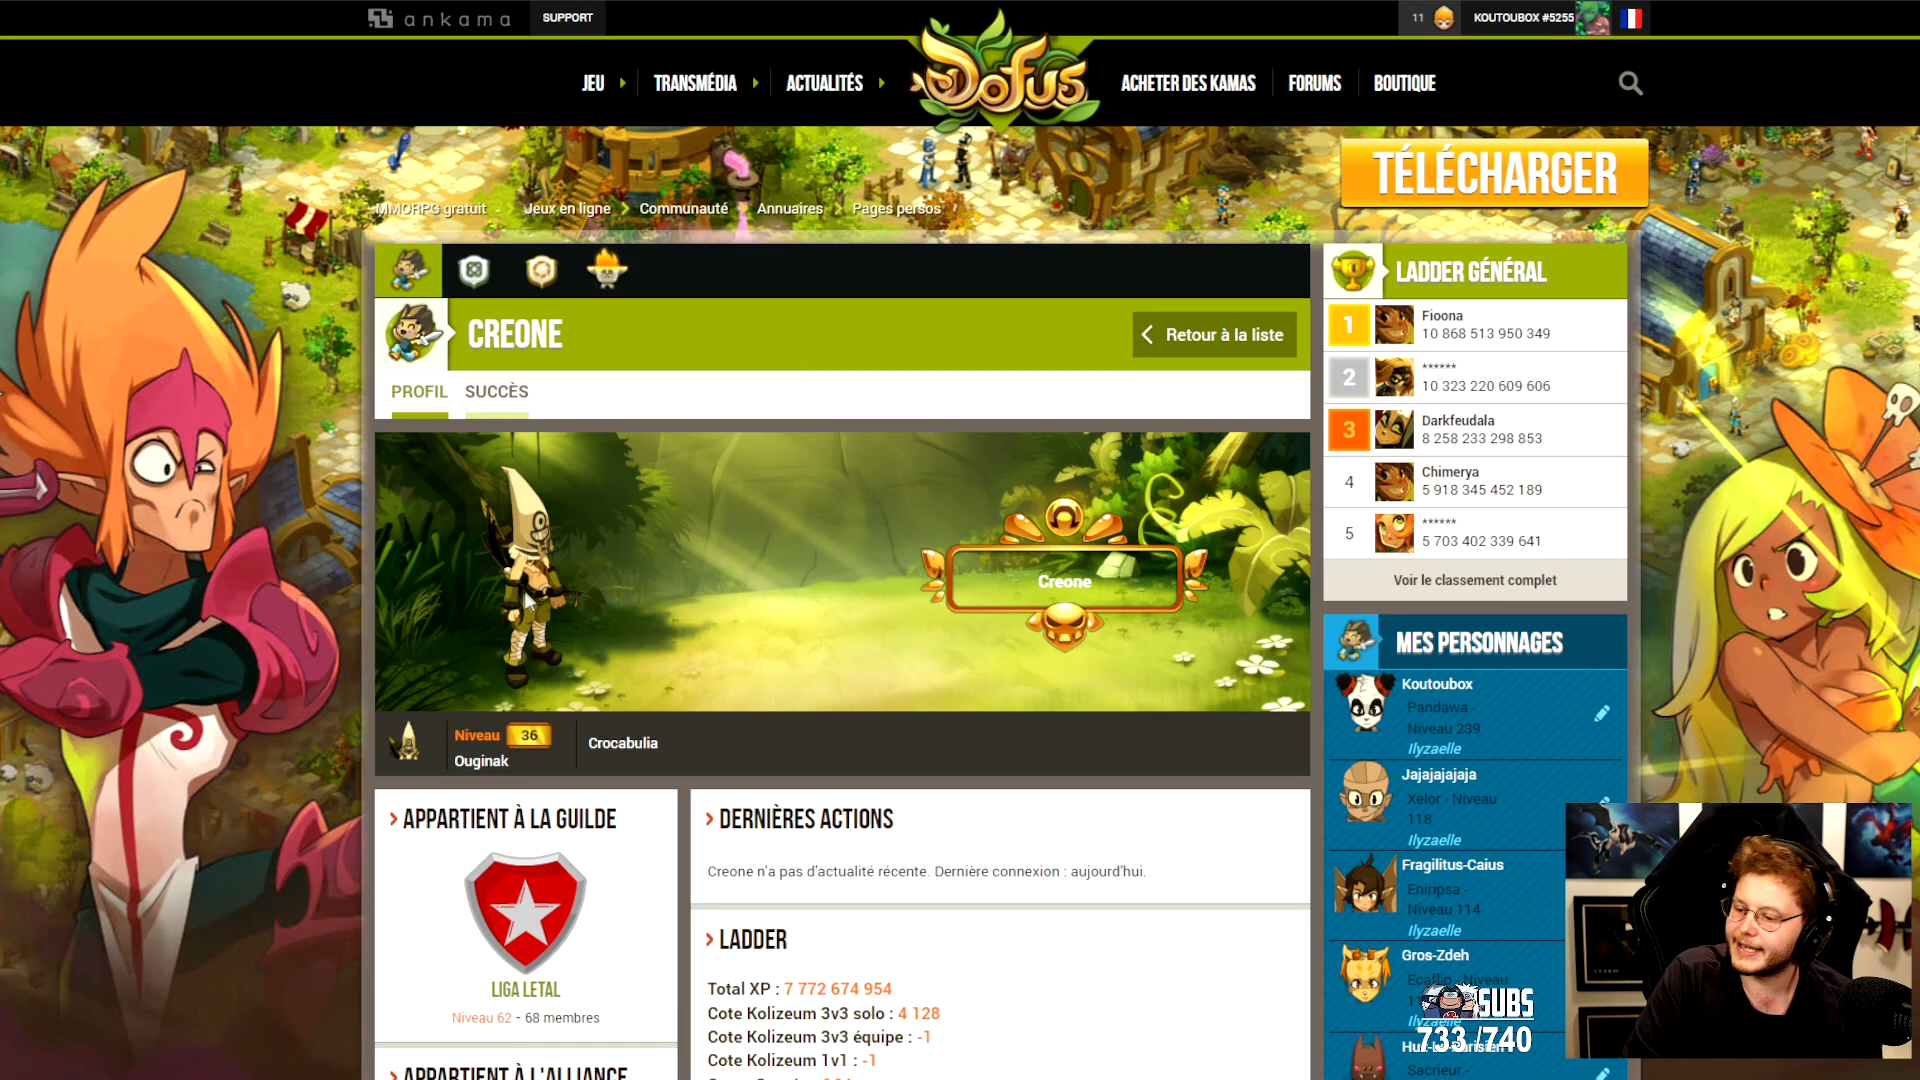 ankama
SUPPORT
11
KOUTOUBOX #5255
JEU
TRANSMÉDIA
ACTUALITÉS
DOFUS
ACHETER DES KAMAS
FORUMS
BOUTIQUE
TÉLÉCHARGER
MMORPG gratuit
Jeux en ligne
Communauté
Annuaires
Pages persos
CREONE
Retour à la liste
PROFIL
SUCCÈS
Creone
Niveau 36
Ouginak
Crocabulia
APPARTIENT À LA GUILDE
LIGA LETAL
Niveau 62 - 68 membres
APPARTIENT À L'ALLIANCE
DERNIÈRES ACTIONS
Creone n'a pas d'actualité récente. Dernière connexion : aujourd'hui.
LADDER
Total XP : 7 772 674 954
Cote Kolizeum 3v3 solo : 4 128
Cote Kolizeum 3v3 équipe : -1
Cote Kolizeum 1v1 : -1
LADDER GÉNÉRAL
1
Fioona
10 868 513 950 349
2
******
10 323 220 609 606
3
Darkfeudala
8 258 233 298 853
4
Chimerya
5 918 345 452 189
5
******
5 703 402 339 641
Voir le classement complet
MES PERSONNAGES
Koutoubox
Pandawa -
Niveau 239
Ilyzaelle
Jajajajajaja
Xelor - Niveau
118
Ilyzaelle
Fragilitus-Caius
Eniripsa -
Niveau 114
Ilyzaelle
Gros-Zdeh
Ecaflip - Niveau
Ilyzaelle
SUBS
733 /740
Sacrieur -